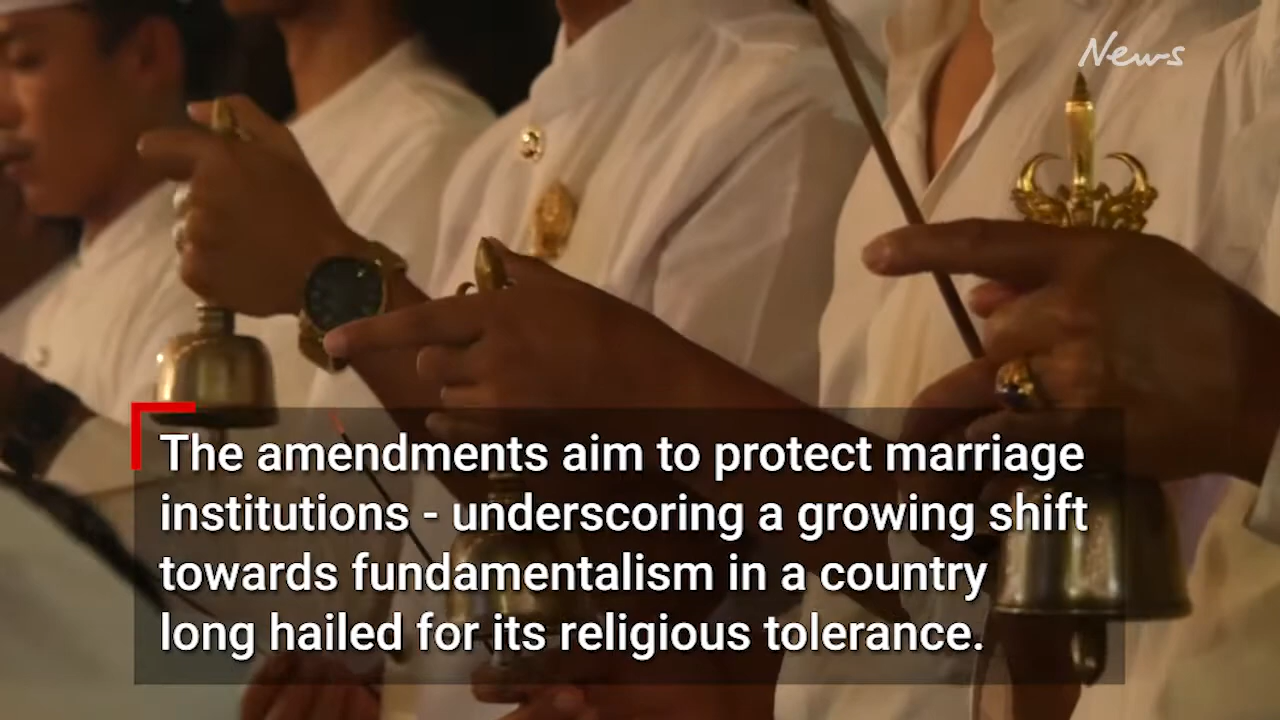 News
The amendments aim to protect marriage
institutions - underscoring a growing shift
towards fundamentalism in a country
long hailed for its religious tolerance.